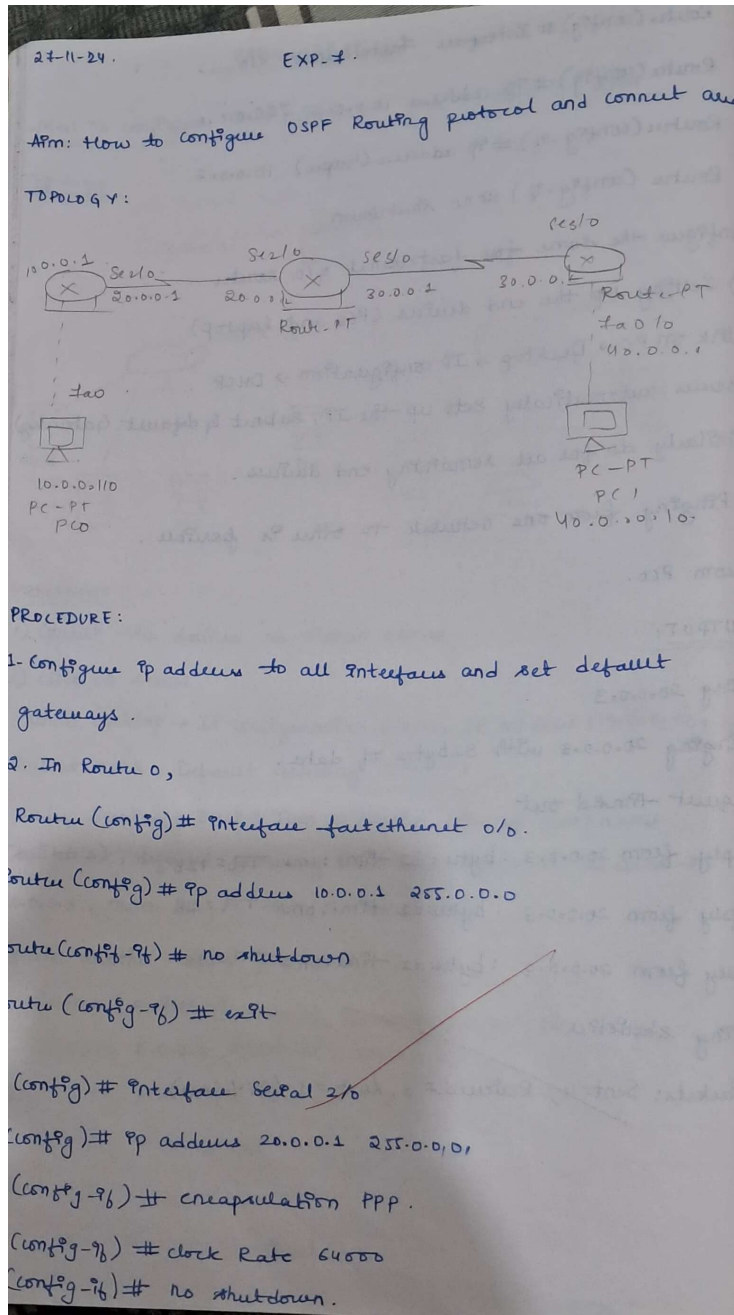 27-11-24.
EXP-7.
Aim: How to configure OSPF Routing protocol and connect
TOPOLOGY:
10.0.0.1
Se2/0
20.0.0.1
Se2/0
20.0.0.2
Route-PT
se3/0
30.0.0.1
30.0.0.2
Route-PT
fa0/0
40.0.0.1
fa0
10.0.0.110
PC-PT
PC0
PC-PT
PC1
40.0.0.0.10.
PROCEDURE:
1- Configure ip address to all interfaces and set default
gateways.
2. In Router 0,
Router (config) # interface fastethernet 0/0.
Router (config) # ip address 10.0.0.1 255.0.0.0
(config-if) # no shutdown
(config-if) # exit
(config) # interface Serial 2/0
(config) # ip address 20.0.0.1 255.0.0,0,
(config-if) # encapsulation PPP.
(config-if) # clock Rate 64000
(config-if) # no shutdown.